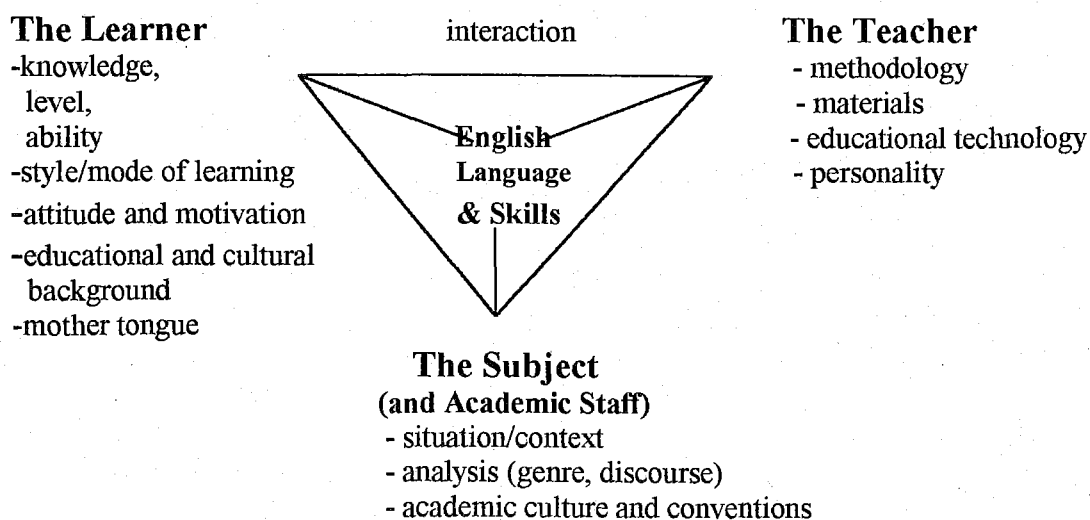 The Learner
-knowledge,
level,
ability
-style/mode of learning
-attitude and motivation
-educational and cultural
background
-mother tongue
interaction
The Teacher
- methodology
- materials
- educational technology
- personality
English
Language
& Skills
The Subject
(and Academic Staff)
- situation/context
- analysis (genre, discourse)
- academic culture and conventions